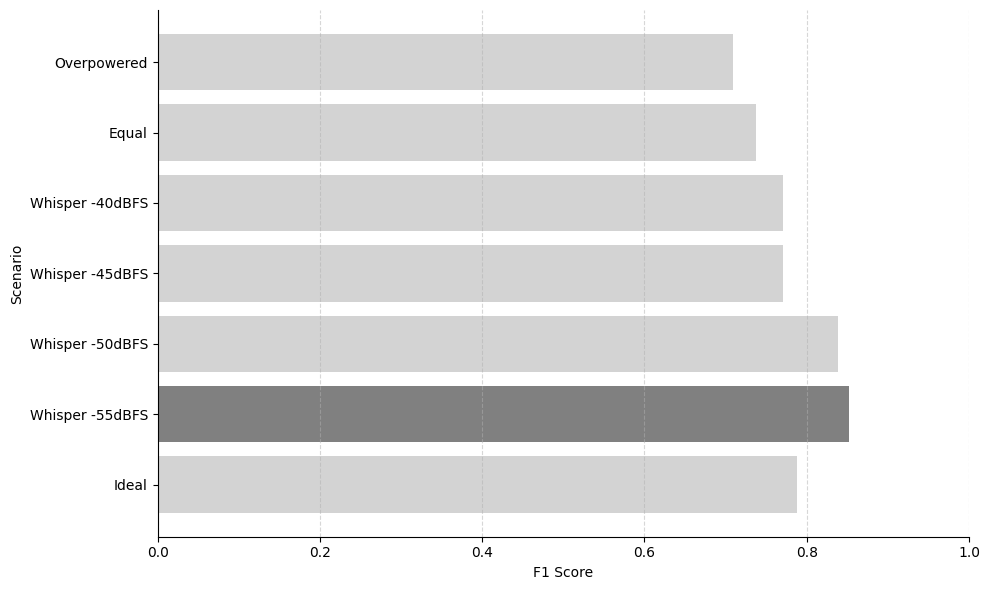 Overpowered
Equal
Whisper -40dBFS
Whisper -45dBFS
Whisper -50dBFS
Whisper -55dBFS
Ideal
Scenario
0.0 0.2 0.4 0.6 0.8 1.0
F1 Score